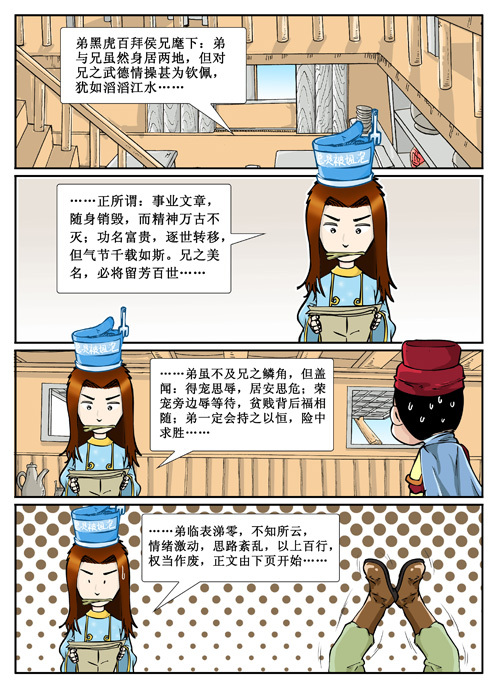 弟黑虎百拜侯兄麾下：弟
与兄虽然身居两地，但对
兄之武德情操甚为钦佩，
犹如滔滔江水……
……正所谓：事业文章，
随身销毁，而精神万古不
灭；功名富贵，逐世转移，
但气节千载如斯。兄之美
名，必将留芳百世……
……弟虽不及兄之鳞角，但盖
闻：得宠思辱，居安思危；荣
宠旁边辱等待，贫贱背后福相
随；弟一定会持之以恒，险中
求胜……
……弟临表涕零，不知所云，
情绪激动，思路紊乱，以上百行，
权当作废，正文由下页开始……